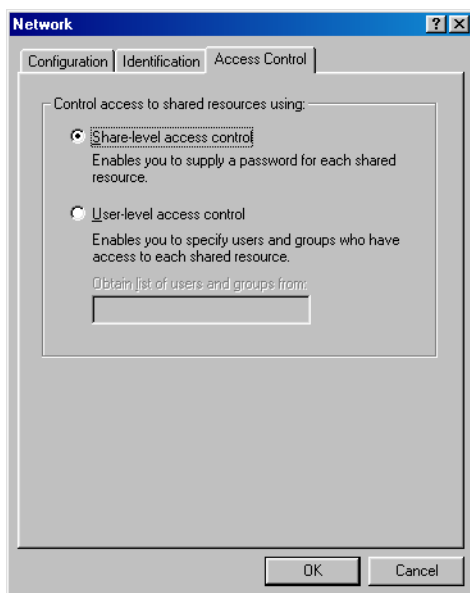 Network
Configuration Identification Access Control
Control access to shared resources using:
Share-level access control
Enables you to supply a password for each shared
resource.
User-level access control
Enables you to specify users and groups who have
access to each shared resource.
Obtain list of users and groups from:
OK Cancel